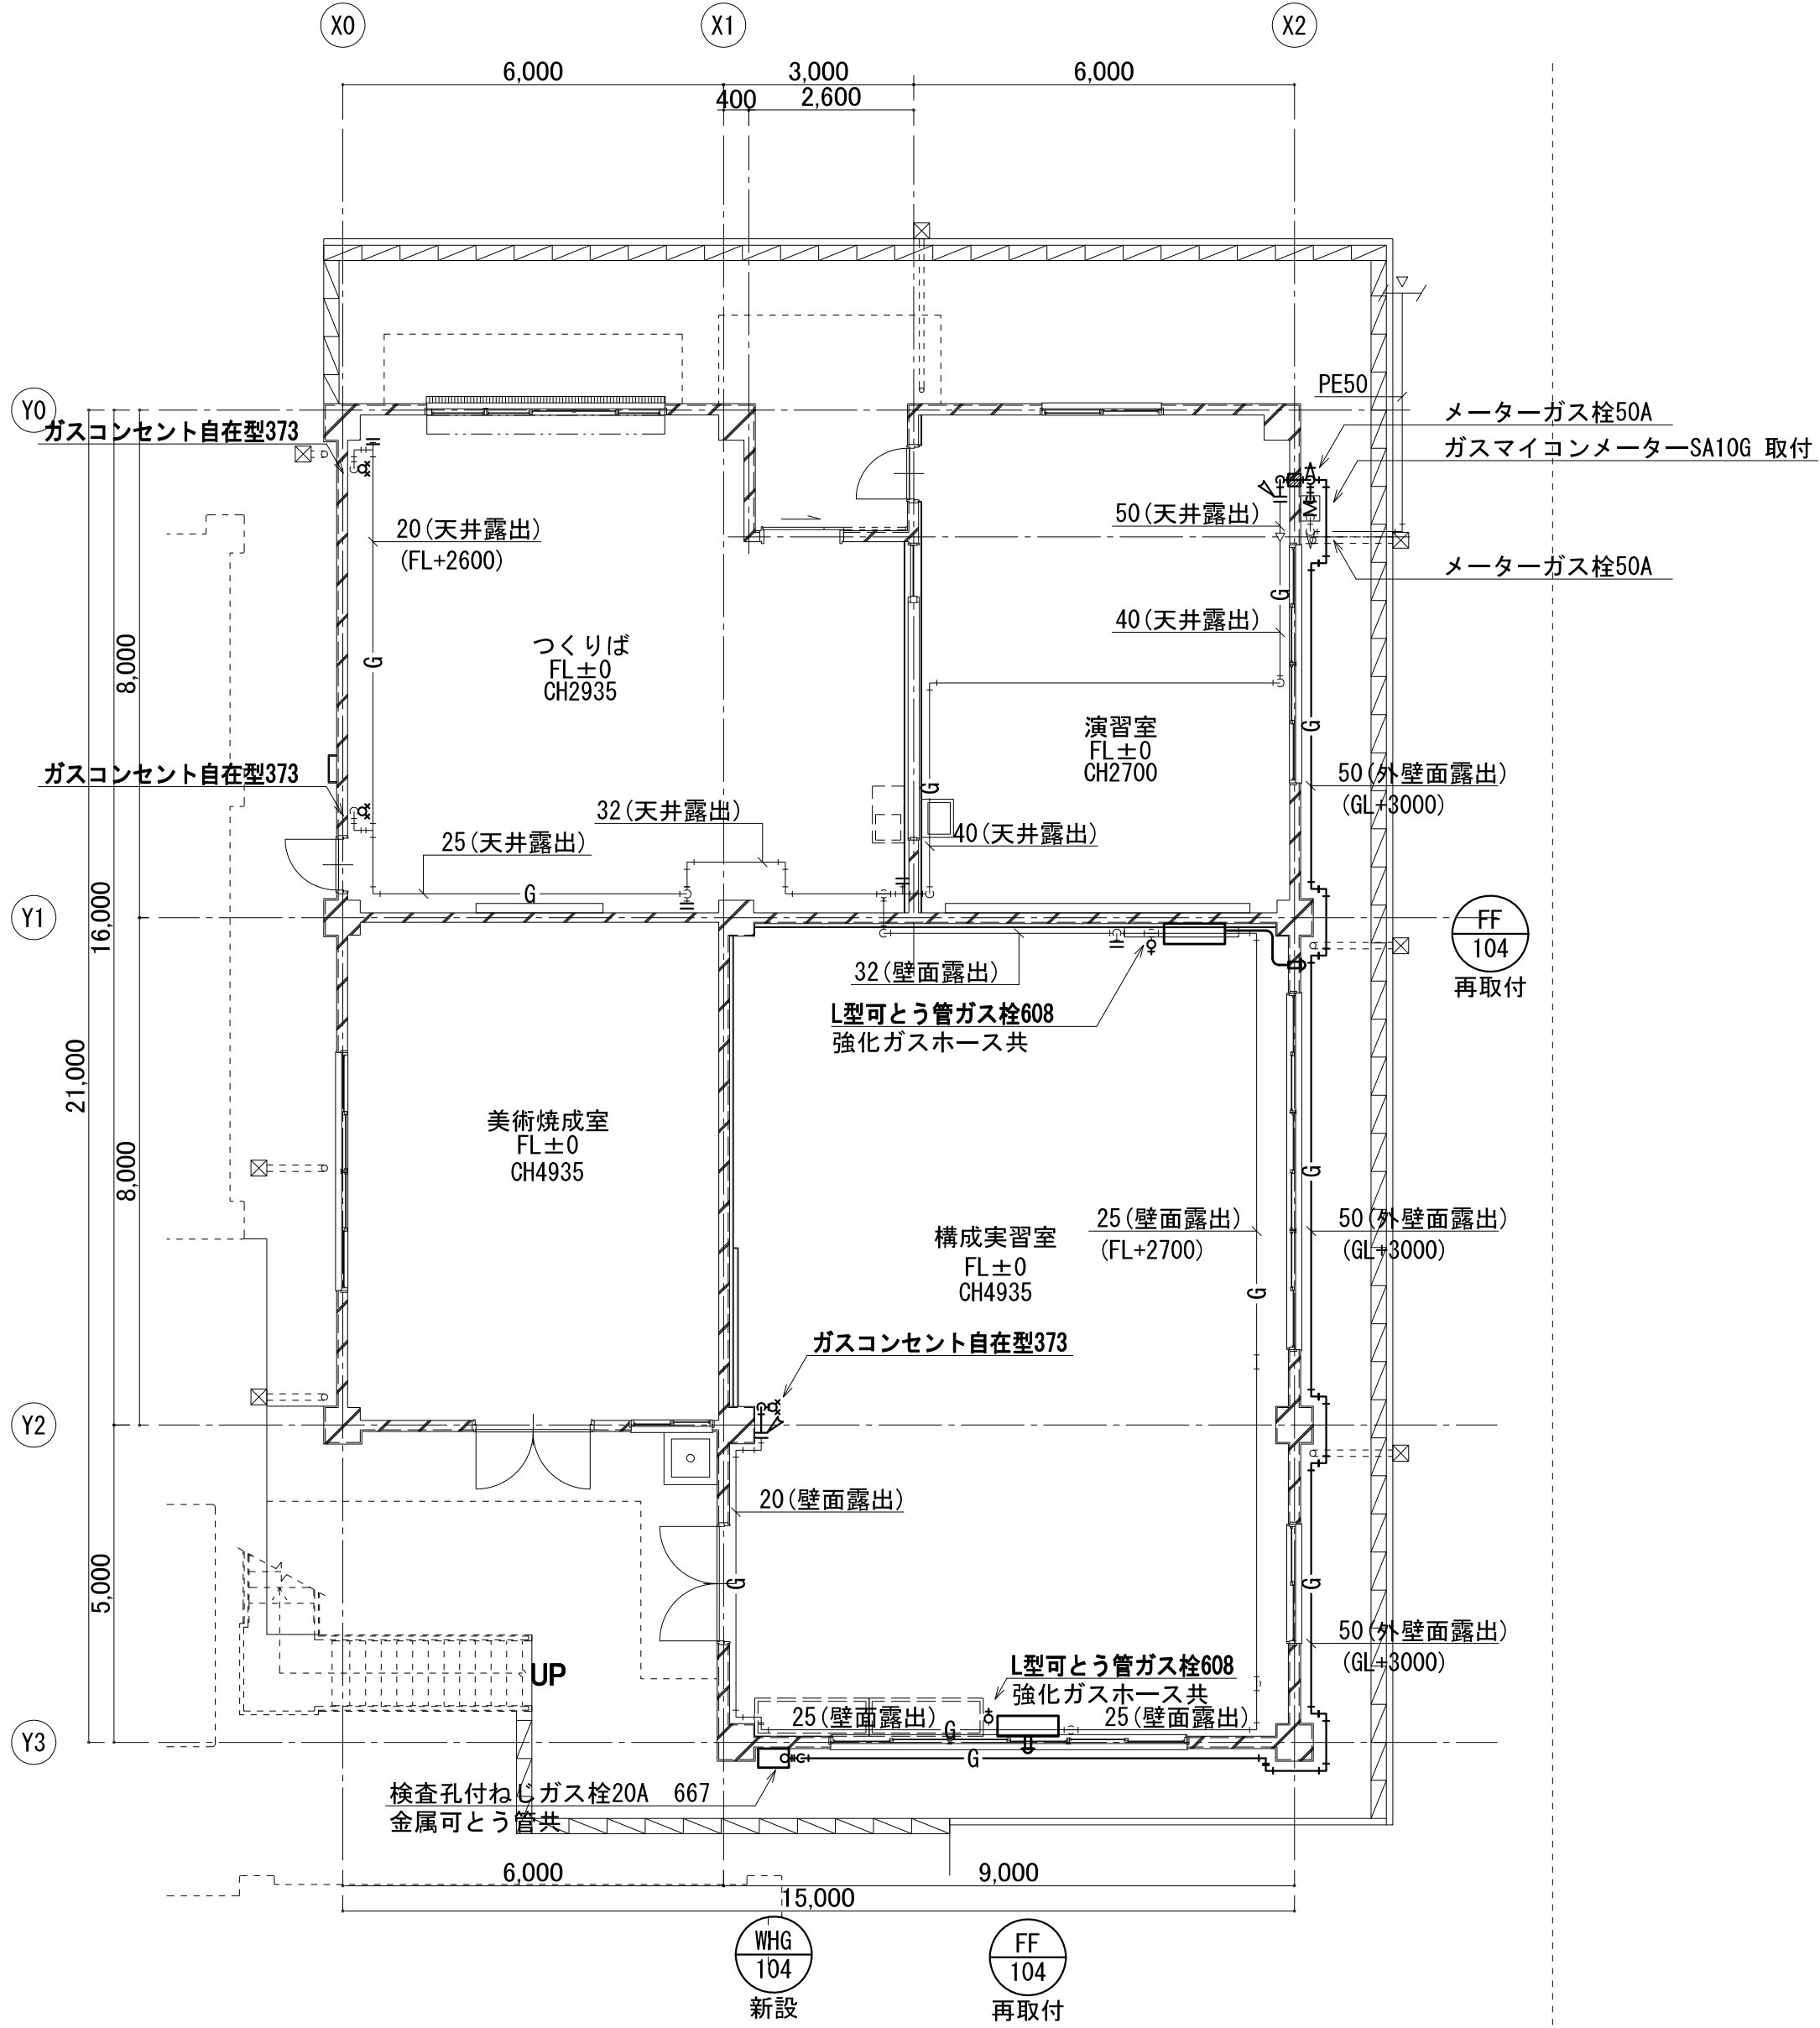 X0
X1
X2
6,000
3,000
6,000
400
2,600
Y0
PE50
メーターガス栓50A
ガスコンセント自在型373
ガスマイコンメーターSA10G 取付
M
20(天井露出)
(FL+2600)
50(天井露出)
メーターガス栓50A
G
40(天井露出)
8,000
つくりば
FL±0
CH2935
G
演習室
FL±0
CH2700
G
ガスコンセント自在型373
50(外壁面露出)
(GL+3000)
G
32(天井露出)
25(天井露出)
40(天井露出)
G
Y1
16,000
FF
104
再取付
32(壁面露出)
L型可とう管ガス栓608
強化ガスホース共
21,000
美術焼成室
FL±0
CH4935
8,000
G
構成実習室
FL±0
CH4935
25(壁面露出)
(FL+2700)
50(外壁面露出)
(GL+3000)
G
ガスコンセント自在型373
Y2
20(壁面露出)
5,000
G
G
50(外壁面露出)
(GL+3000)
UP
L型可とう管ガス栓608
強化ガスホース共
25(壁面露出)
25(壁面露出)
G
Y3
G
検査孔付ねじガス栓20A 667
金属可とう管共
6,000
9,000
15,000
WHG
104
新設
FF
104
再取付